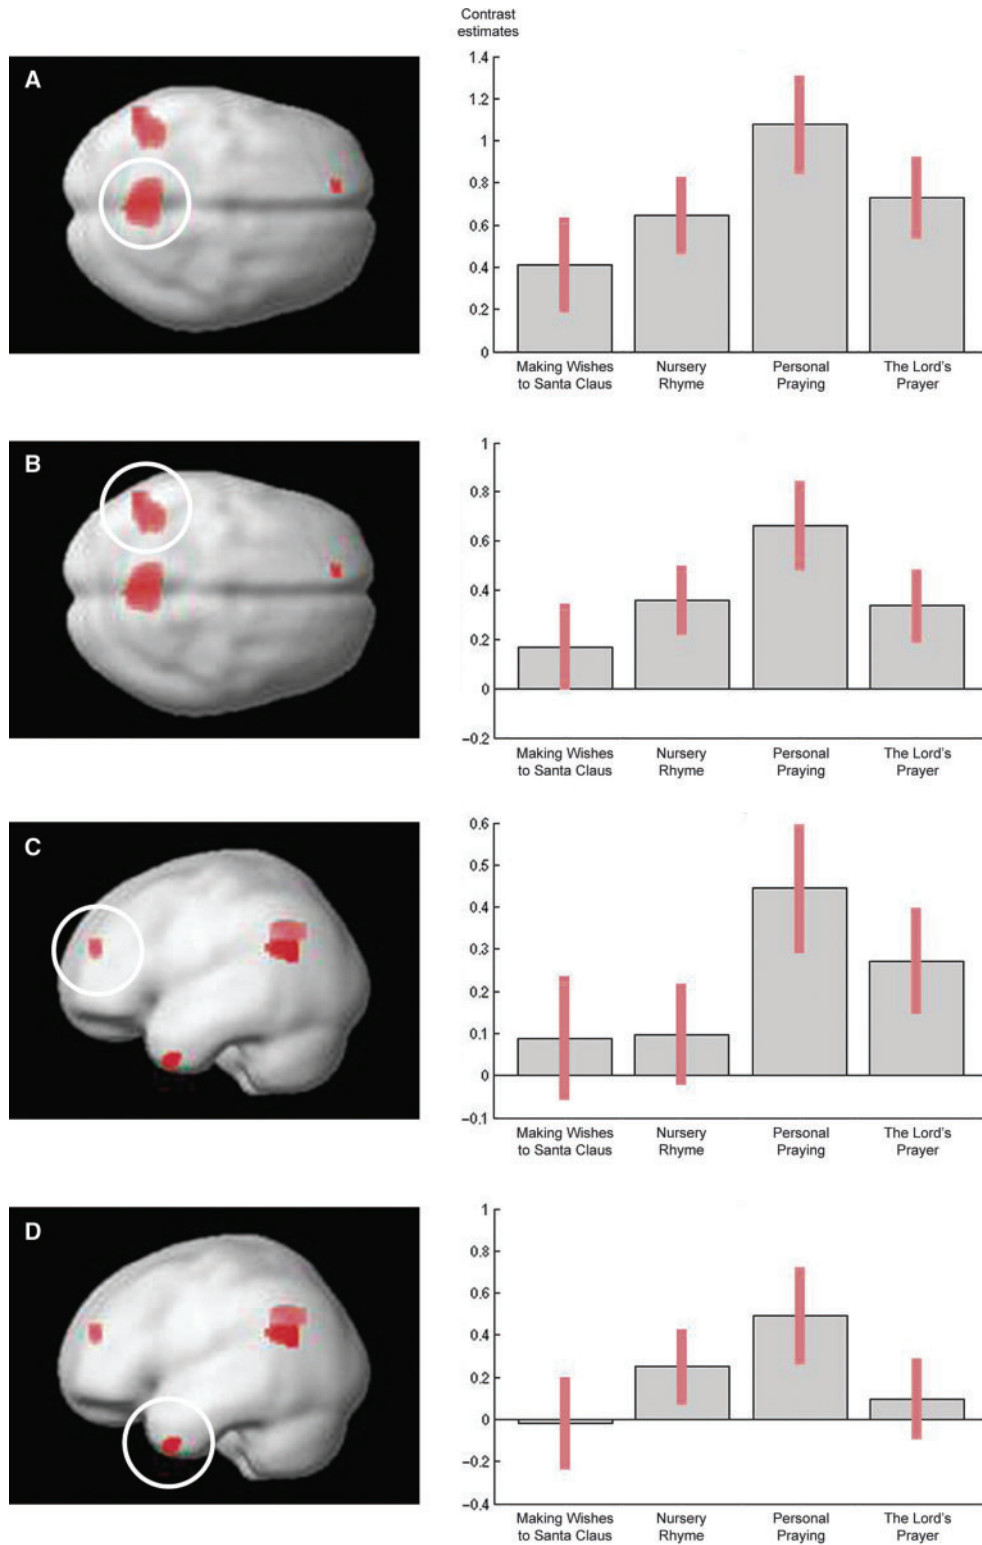 Contrast
estimates
A
1.4
1.2
1
0.8
0.6
0.4
0.2
0
Making Wishes
to Santa Claus
Nursery
Rhyme
Personal
Praying
The Lord's
Prayer
B
1
0.8
0.6
0.4
0.2
0
–0.2
Making Wishes
to Santa Claus
Nursery
Rhyme
Personal
Praying
The Lord's
Prayer
C
0.6
0.5
0.4
0.3
0.2
0.1
0
–0.1
Making Wishes
to Santa Claus
Nursery
Rhyme
Personal
Praying
The Lord's
Prayer
D
1
0.8
0.6
0.4
0.2
0
–0.2
–0.4
Making Wishes
to Santa Claus
Nursery
Rhyme
Personal
Praying
The Lord's
Prayer